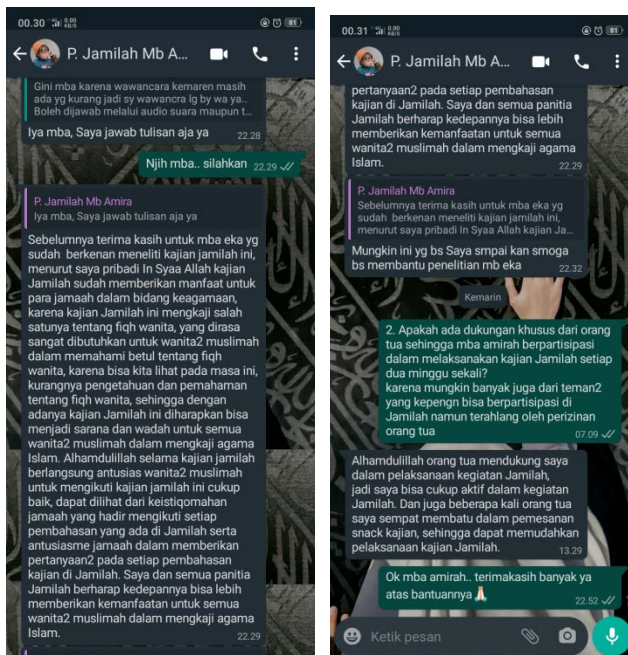 00.30
0.00
KB/S
81
P. Jamilah Mb A...
Gini mba karena wawancara kemaren masih
ada yg kurang jadi sy wawancra lg by wa ya..
Boleh dijawab melalui audio suara maupun t...
Iya mba, Saya jawab tulisan aja ya
22.28
Njih mba.. silahkan 22.29
P. Jamilah Mb Amira
Iya mba, Saya jawab tulisan aja ya
Sebelumnya terima kasih untuk mba eka yg
sudah berkenan meneliti kajian jamilah ini,
menurut saya pribadi In Syaa Allah kajian
Jamilah sudah memberikan manfaat untuk
para jamaah dalam bidang keagamaan,
karena kajian Jamilah ini mengkaji salah
satunya tentang fiqh wanita, yang dirasa
sangat dibutuhkan untuk wanita2 muslimah
dalam memahami betul tentang fiqh
wanita, karena bisa kita lihat pada masa ini,
kurangnya pengetahuan dan pemahaman
tentang fiqh wanita, sehingga dengan
adanya kajian Jamilah ini diharapkan bisa
menjadi sarana dan wadah untuk semua
wanita2 muslimah dalam mengkaji agama
Islam. Alhamdulillah selama kajian jamilah
berlangsung antusias wanita2 muslimah
untuk mengikuti kajian jamilah ini cukup
baik, dapat dilihat dari keistiqomahan
jamaah yang hadir mengikuti setiap
pembahasan yang ada di Jamilah serta
antusiasme jamaah dalam memberikan
pertanyaan2 pada setiap pembahasan
kajian di Jamilah. Saya dan semua panitia
Jamilah berharap kedepannya bisa lebih
memberikan kemanfaatan untuk semua
wanita2 muslimah dalam mengkaji agama
Islam.
22.29
00.31
0.00
KB/S
81
P. Jamilah Mb A...
pertanyaan2 pada setiap pembahasan
kajian di Jamilah. Saya dan semua panitia
Jamilah berharap kedepannya bisa lebih
memberikan kemanfaatan untuk semua
wanita2 muslimah dalam mengkaji agama
Islam.
22.29
P. Jamilah Mb Amira
Sebelumnya terima kasih untuk mba eka yg
sudah berkenan meneliti kajian jamilah ini,
menurut saya pribadi In Syaa Allah kajian Ja...
Mungkin ini yg bs Saya smpai kan smoga
bs membantu penelitian mb eka
22.32
Kemarin
2. Apakah ada dukungan khusus dari orang
tua sehingga mba amirah berpartisipasi
dalam melaksanakan kajian Jamilah setiap
dua minggu sekali?
karena mungkin banyak juga dari teman2
yang kepengn bisa berpartisipasi di
Jamilah namun terahlang oleh perizinan
orang tua
07.09
Alhamdulillah orang tua mendukung saya
dalam pelaksanaan kegiatan Jamilah,
jadi saya bisa cukup aktif dalam kegiatan
Jamilah. Dan juga beberapa kali orang tua
saya sempat membatu dalam pemesanan
snack kajian, sehingga dapat memudahkan
pelaksanaan kajian Jamilah.
13.29
Ok mba amirah.. terimakasih banyak ya
atas bantuannya 🙏🏻
22.52
Ketik pesan